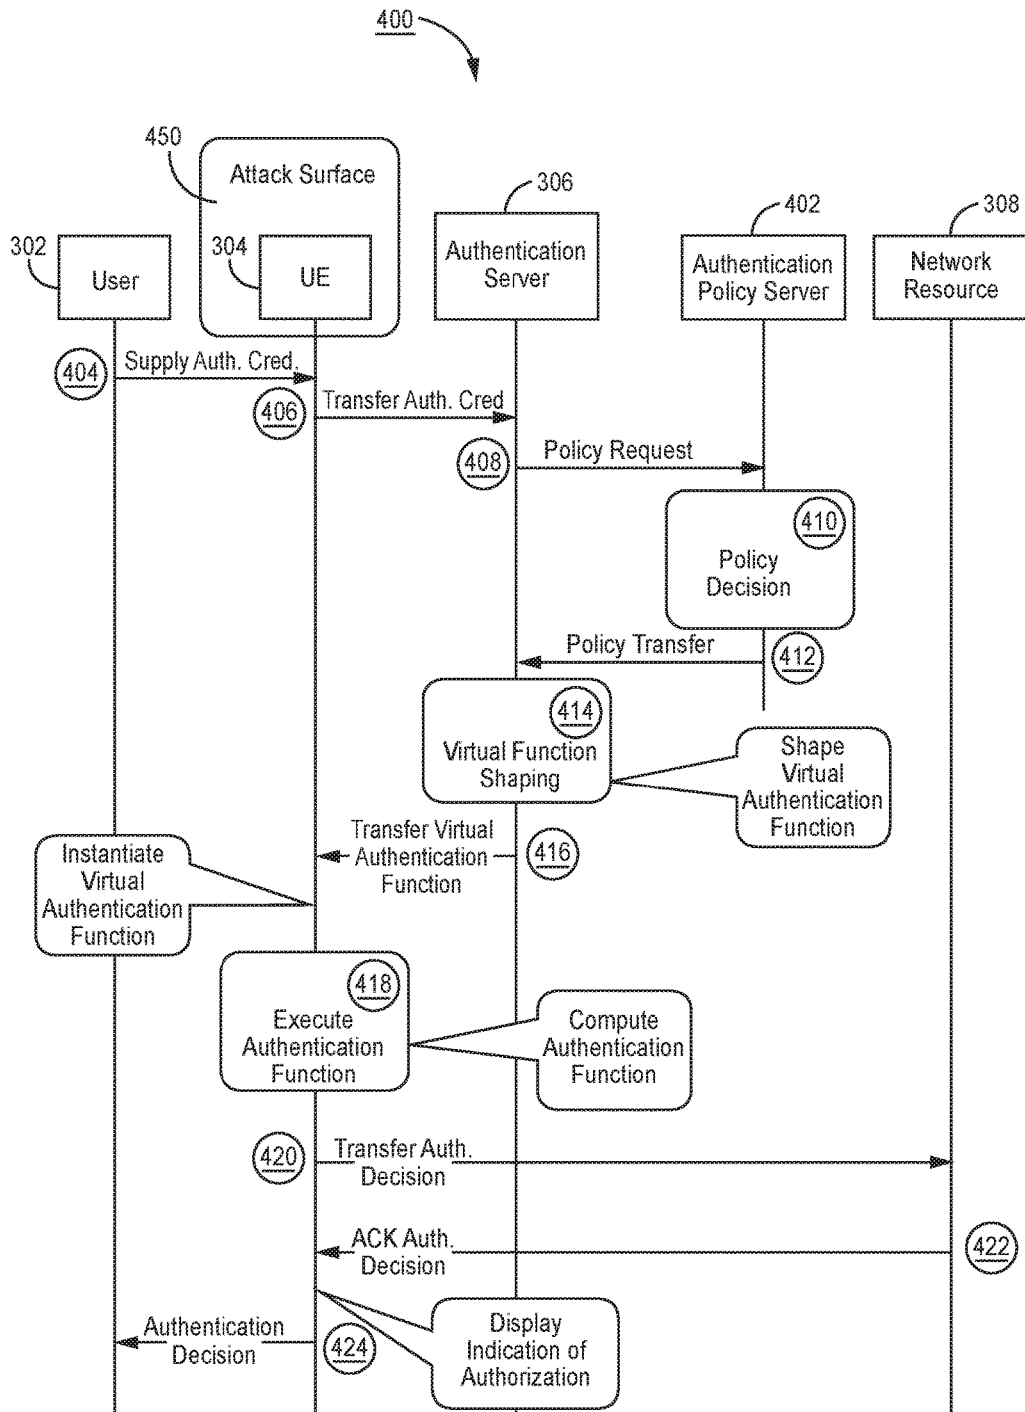 400
450
Attack Surface
306
402
308
302
304
User
UE
Authentication
Server
Authentication
Policy Server
Network
Resource
404
Supply Auth. Cred.
406
Transfer Auth. Cred
408
Policy Request
410
Policy
Decision
Policy Transfer
412
414
Virtual Function
Shaping
Shape
Virtual
Authentication
Function
Transfer Virtual
Authentication
Function
416
Instantiate
Virtual
Authentication
Function
418
Execute
Authentication
Function
Compute
Authentication
Function
420
Transfer Auth.
Decision
ACK Auth.
Decision
422
Authentication
Decision
424
Display
Indication of
Authorization